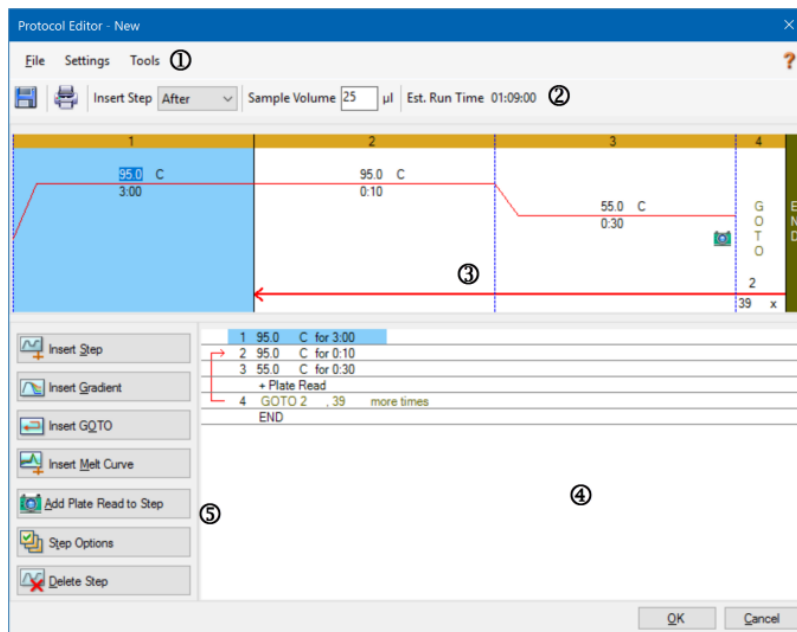 Protocol Editor - New
File Settings Tools ①
?
Insert Step After Sample Volume 25 µl Est. Run Time 01:09:00 ②
1 2 3 4
95.0 C
3:00
95.0 C
0:10
55.0 C
0:30
GOTO
2
39 x
END
③
Insert Step
Insert Gradient
Insert GOTO
Insert Melt Curve
Add Plate Read to Step
Step Options
Delete Step
⑤
1 95.0 C for 3:00
2 95.0 C for 0:10
3 55.0 C for 0:30
+ Plate Read
4 GOTO 2 , 39 more times
END
④
OK Cancel